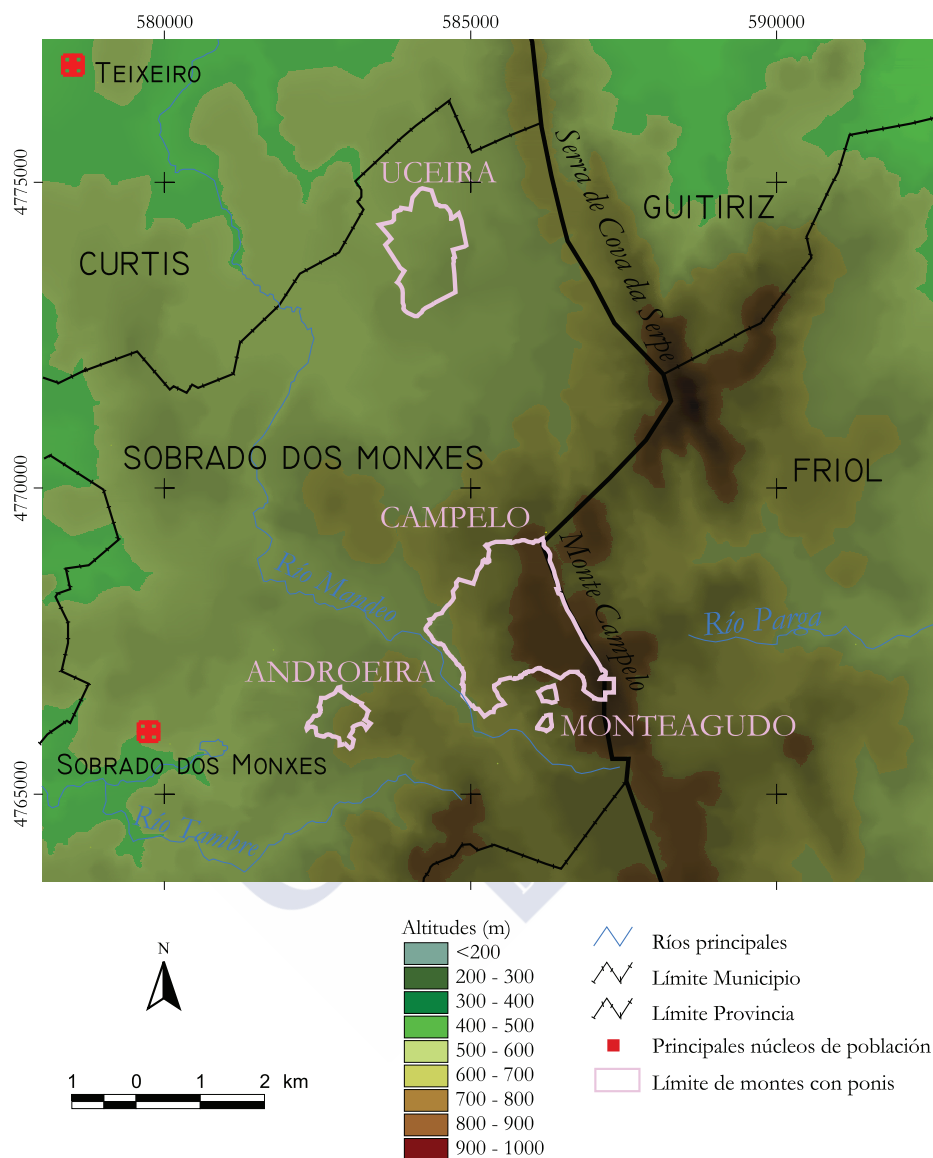 580000 585000 590000
TEIXEIRO
4775000
UCEIRA
Serra de Cova da Serpe
GUITIRIZ
CURTIS
SOBRADO DOS MONXES
FRIOL
4770000
CAMPELO
Monte Campelo
Río Mandeo
Río Parga
ANDROEIRA
MONTEAGUDO
SOBRADO DOS MONXES
4765000
Río Tambre
N
1 0 1 2 km
Altitudes (m)
<200
200 - 300
300 - 400
400 - 500
500 - 600
600 - 700
700 - 800
800 - 900
900 - 1000
Ríos principales
Límite Municipio
Límite Provincia
Principales núcleos de población
Límite de montes con ponis